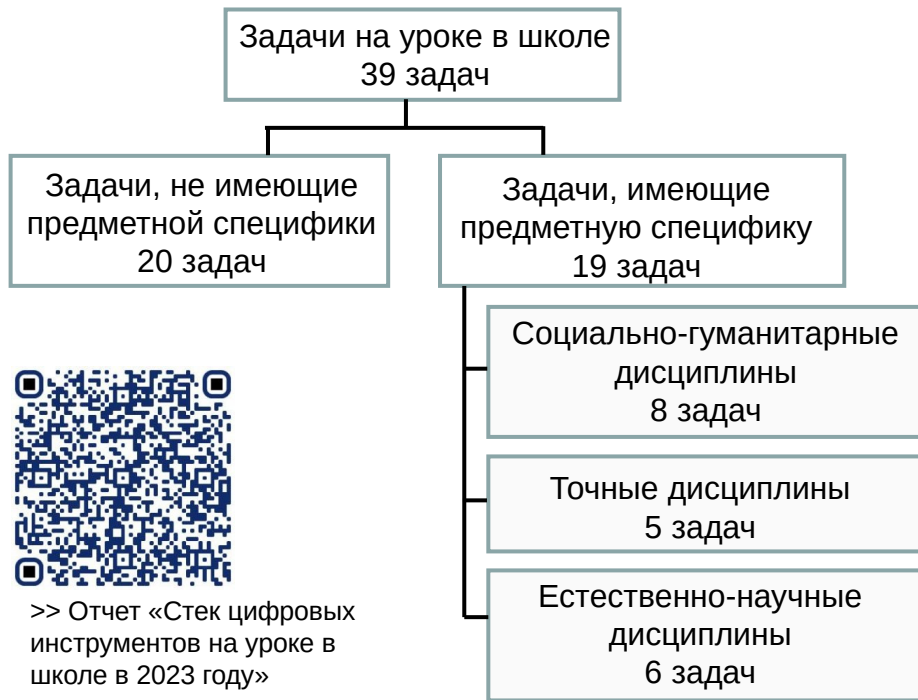 Задачи на уроке в школе
39 задач
Задачи, не имеющие
предметной специфики
20 задач
Задачи, имеющие
предметную специфику
19 задач
Социально-гуманитарные
дисциплины
8 задач
Точные дисциплины
5 задач
Естественно-научные
дисциплины
6 задач
>> Отчет «Стек цифровых
инструментов на уроке в
школе в 2023 году»